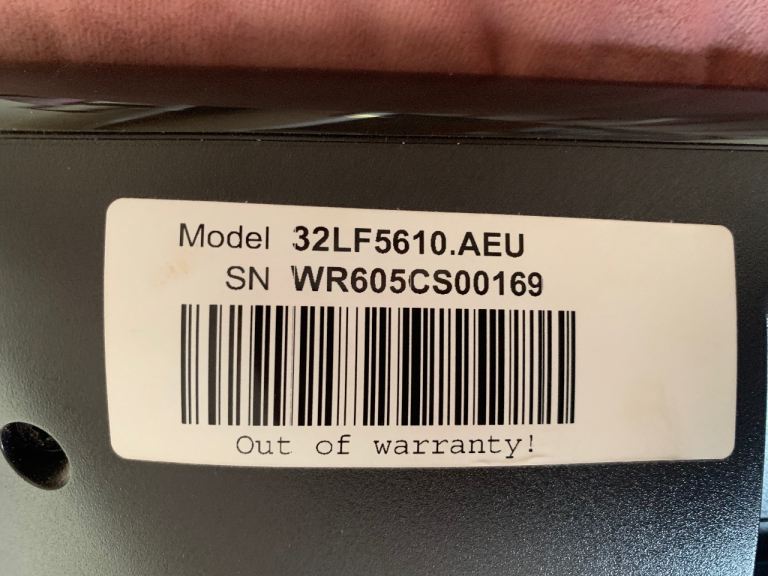 Model 32LF5610.AEU
SN WR605CS00169
Out of warranty!